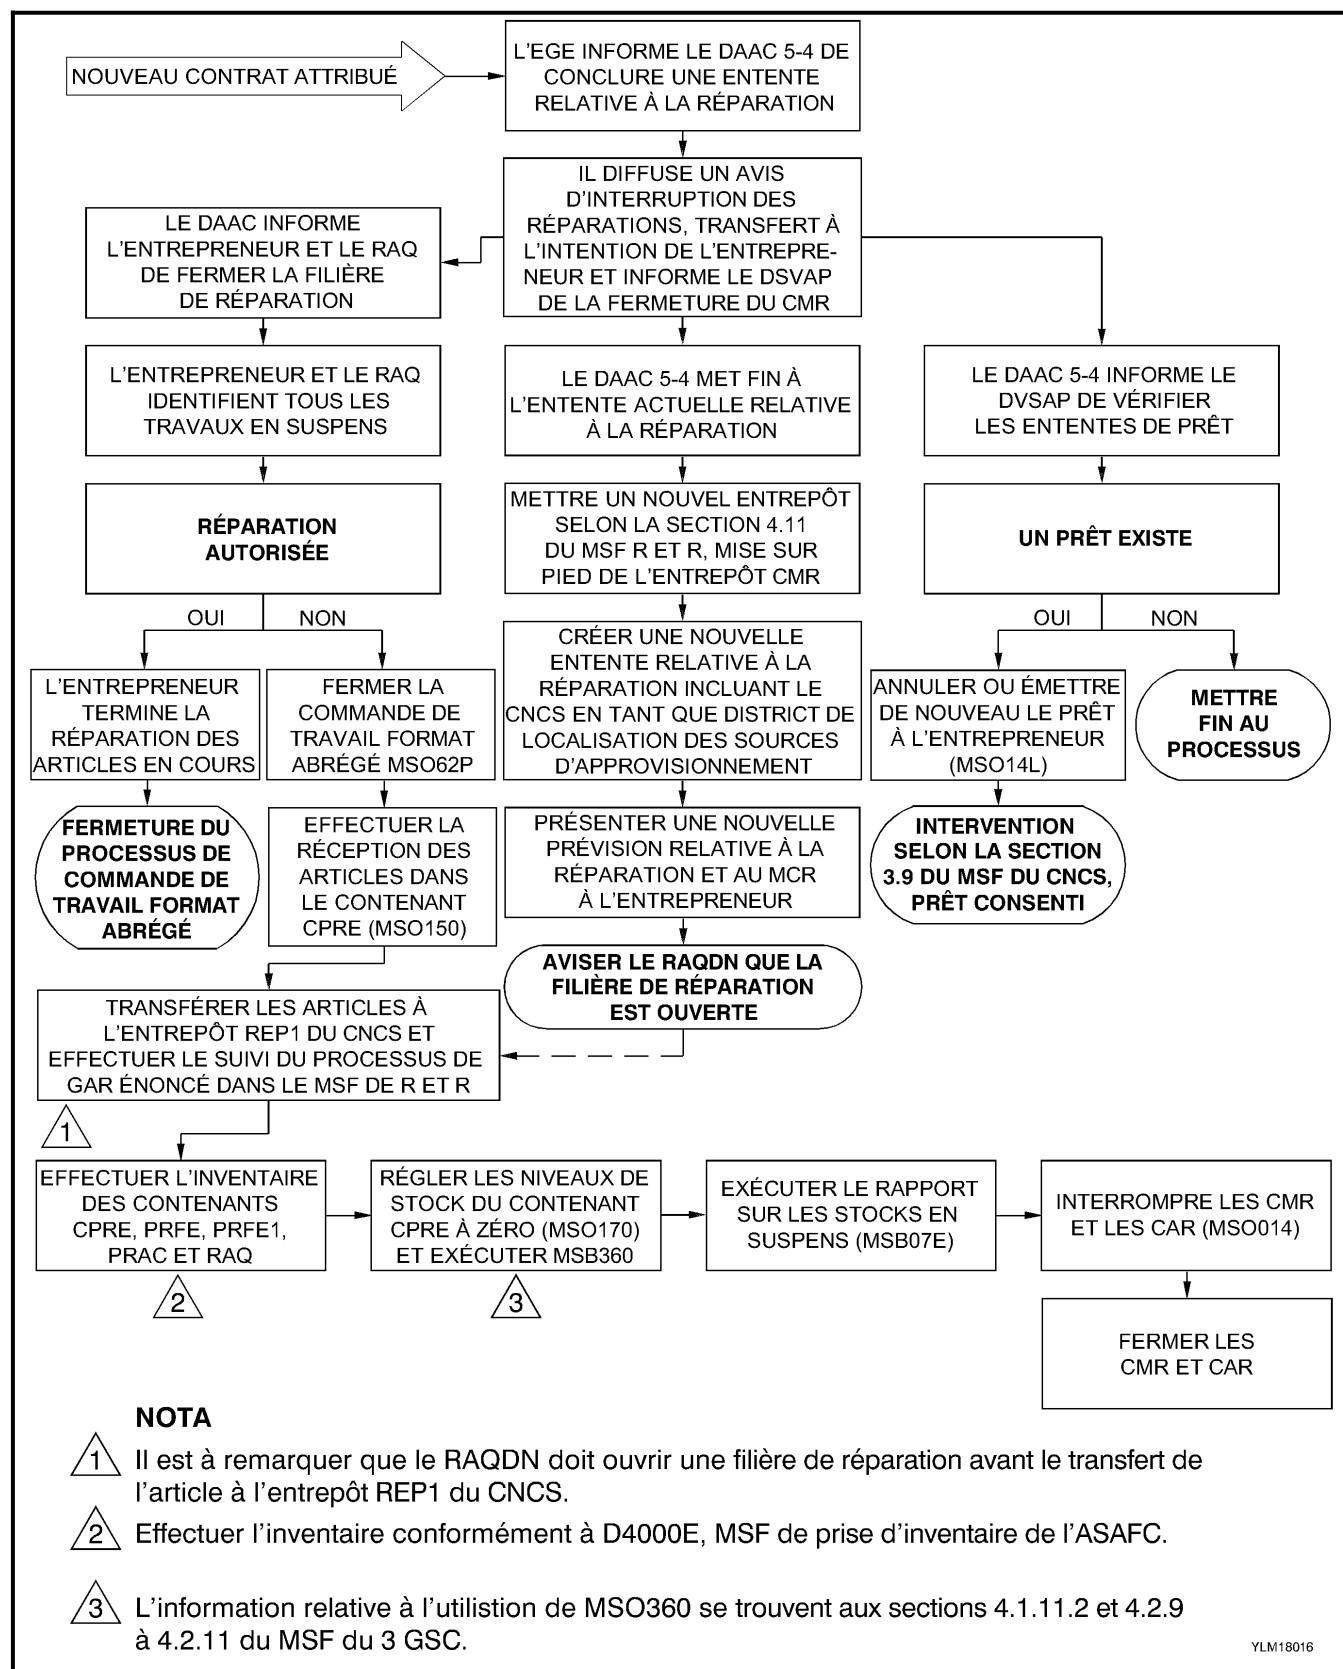 NOUVEAU CONTRAT ATTRIBUÉ
L'EGE INFORME LE DAAC 5-4 DE
CONCLURE UNE ENTENTE
RELATIVE À LA RÉPARATION
IL DIFFUSE UN AVIS
D'INTERRUPTION DES
RÉPARATIONS, TRANSFERT À
L'INTENTION DE L'ENTREPRE-
NEUR ET INFORME LE DSVAP
DE LA FERMETURE DU CMR
LE DAAC INFORME
L'ENTREPRENEUR ET LE RAQ
DE FERMER LA FILIÈRE
DE RÉPARATION
L'ENTREPRENEUR ET LE RAQ
IDENTIFIENT TOUS LES
TRAVAUX EN SUSPENS
LE DAAC 5-4 MET FIN À
L'ENTENTE ACTUELLE RELATIVE
À LA RÉPARATION
LE DAAC 5-4 INFORME LE
DVSAP DE VÉRIFIER
LES ENTENTES DE PRÊT
RÉPARATION
AUTORISÉE
METTRE UN NOUVEL ENTREPÔT
SELON LA SECTION 4.11
DU MSF R ET R, MISE SUR
PIED DE L'ENTREPÔT CMR
UN PRÊT EXISTE
OUI
NON
OUI
NON
L'ENTREPRENEUR
TERMINE LA
RÉPARATION DES
ARTICLES EN COURS
FERMER LA
COMMANDE DE
TRAVAIL FORMAT
ABRÉGÉ MSO62P
CRÉER UNE NOUVELLE
ENTENTE RELATIVE À LA
RÉPARATION INCLUANT LE
CNCS EN TANT QUE DISTRICT DE
LOCALISATION DES SOURCES
D'APPROVISIONNEMENT
ANNULER OU ÉMETTRE
DE NOUVEAU LE PRÊT
À L'ENTREPRENEUR
(MSO14L)
METTRE
FIN AU
PROCESSUS
FERMETURE DU
PROCESSUS DE
COMMANDE DE
TRAVAIL FORMAT
ABRÉGÉ
EFFECTUER LA
RÉCEPTION DES
ARTICLES DANS
LE CONTENANT
CPRE (MSO150)
PRÉSENTER UNE NOUVELLE
PRÉVISION RELATIVE À LA
RÉPARATION ET AU MCR
À L'ENTREPRENEUR
INTERVENTION
SELON LA SECTION
3.9 DU MSF DU CNCS,
PRÊT CONSENTI
AVISER LE RAQDN QUE LA
FILIÈRE DE RÉPARATION
EST OUVERTE
TRANSFÉRER LES ARTICLES À
L'ENTREPÔT REP1 DU CNCS ET
EFFECTUER LE SUIVI DU PROCESSUS DE
GAR ÉNONCÉ DANS LE MSF DE R ET R
1
EFFECTUER L'INVENTAIRE
DES CONTENANTS
CPRE, PRFE, PRFE1,
PRAC ET RAQ
RÉGLER LES NIVEAUX DE
STOCK DU CONTENANT
CPRE À ZÉRO (MSO170)
ET EXÉCUTER MSB360
EXÉCUTER LE RAPPORT
SUR LES STOCKS EN
SUSPENS (MSB07E)
INTERROMPRE LES CMR
ET LES CAR (MSO014)
2
3
FERMER LES
CMR ET CAR
NOTA
1 Il est à remarquer que le RAQDN doit ouvrir une filière de réparation avant le transfert de
l'article à l'entrepôt REP1 du CNCS.
2 Effectuer l'inventaire conformément à D4000E, MSF de prise d'inventaire de l'ASAFC.
3 L'information relative à l'utilistion de MSO360 se trouvent aux sections 4.1.11.2 et 4.2.9
à 4.2.11 du MSF du 3 GSC.
YLM18016